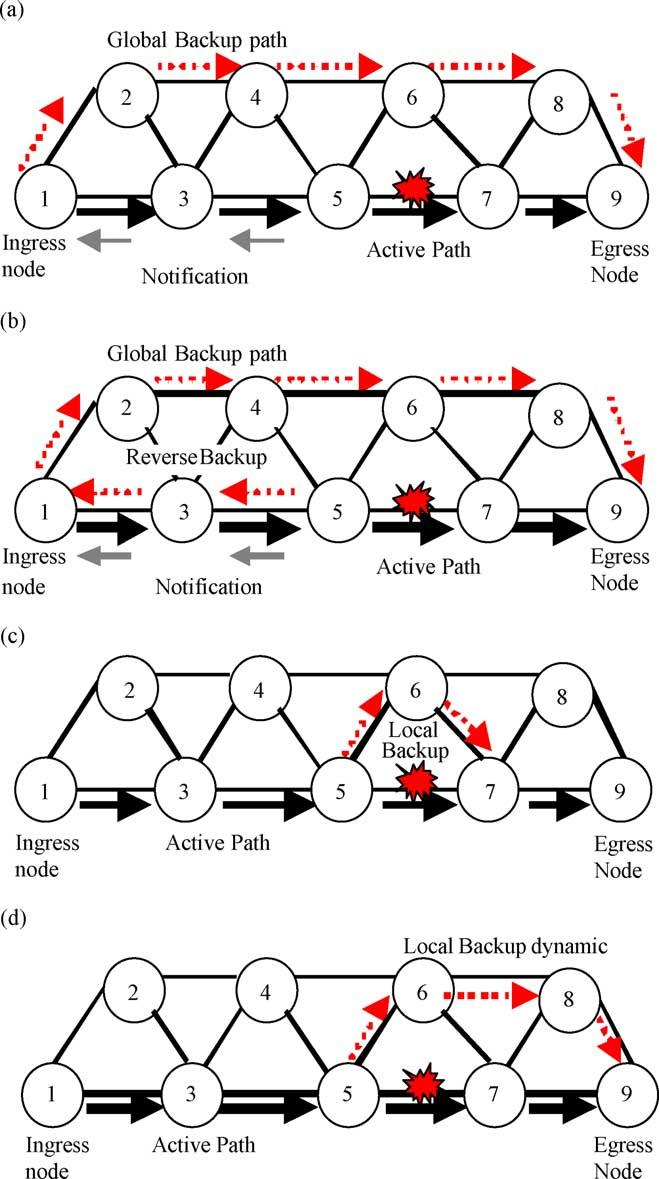 (a)
Global Backup path
2 4 6 8
1 3 5 7 9
Ingress
node
Notification
Active Path
Egress
Node
(b)
Global Backup path
2 4 6 8
Reverse Backup
1 3 5 7 9
Ingress
node
Notification
Active Path
Egress
Node
(c)
2 4 6 8
Local
Backup
1 3 5 7 9
Ingress
node
Active Path
Egress
Node
(d)
Local Backup dynamic
2 4 6 8
1 3 5 7 9
Ingress
node
Active Path
Egress
Node